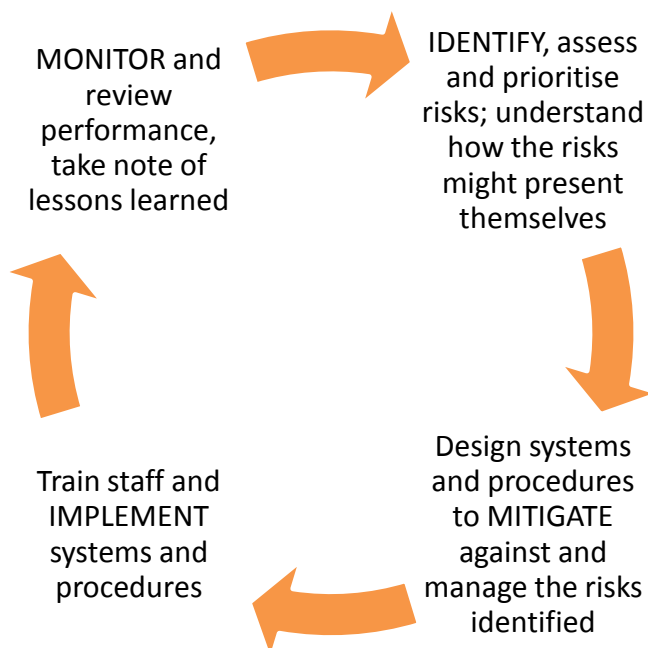 MONITOR and
review
performance,
take note of
lessons learned
IDENTIFY, assess
and prioritise
risks; understand
how the risks
might present
themselves
Design systems
and procedures
to MITIGATE
against and
manage the risks
identified
Train staff and
IMPLEMENT
systems and
procedures